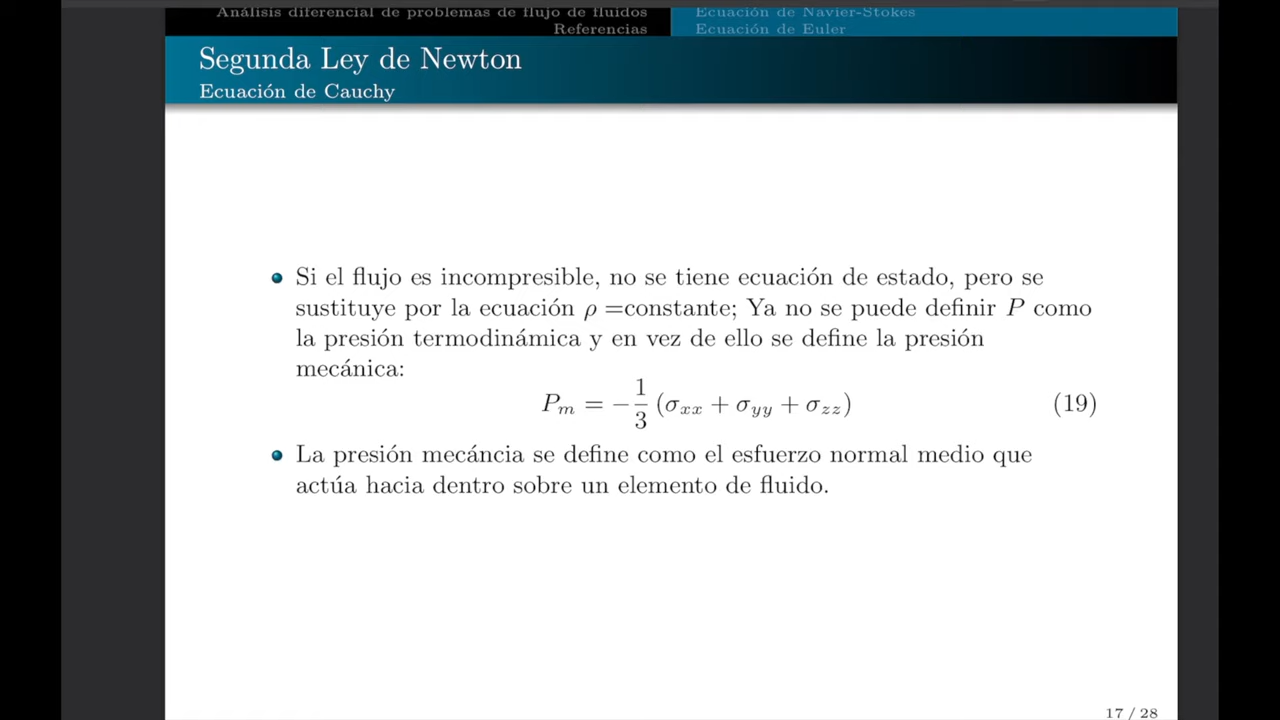 Análisis diferencial de problemas de flujo de fluidos
Referencias
Ecuación de Navier-Stokes
Ecuación de Euler
Segunda Ley de Newton
Ecuación de Cauchy
Si el flujo es incompresible, no se tiene ecuación de estado, pero se
sustituye por la ecuación ρ =constante; Ya no se puede definir P como
la presión termodinámica y en vez de ello se define la presión
mecánica:
P_m = −1/3 (σ_xx + σ_yy + σ_zz) (19)
La presión mecáncia se define como el esfuerzo normal medio que
actúa hacia dentro sobre un elemento de fluido.
17 / 28